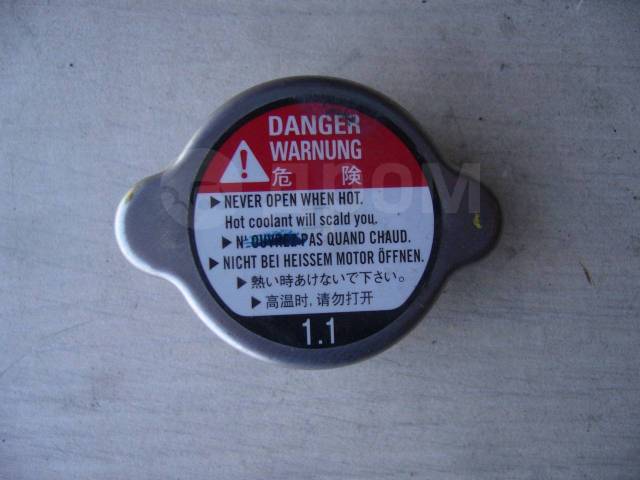 DANGER
WARNUNG
危 険
▶ NEVER OPEN WHEN HOT.
Hot coolant will scald you.
▶ N'OUVREZ PAS QUAND CHAUD.
▶ NICHT BEI HEISSEM MOTOR ÖFFNEN.
▶ 熱い時あけないで下さい。
▶ 高温时,请勿打开
1.1